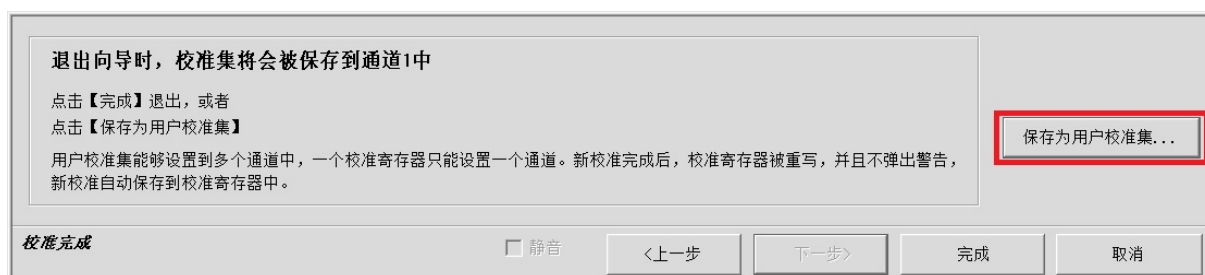 退出向导时，校准集将会被保存到通道1中
点击【完成】退出，或者
点击【保存为用户校准集】
用户校准集能够设置到多个通道中，一个校准寄存器只能设置一个通道。新校准完成后，校准寄存器被重写，并且不弹出警告，
新校准自动保存到校准寄存器中。
保存为用户校准集...
校准完成
静音
<上一步
下一步>
完成
取消